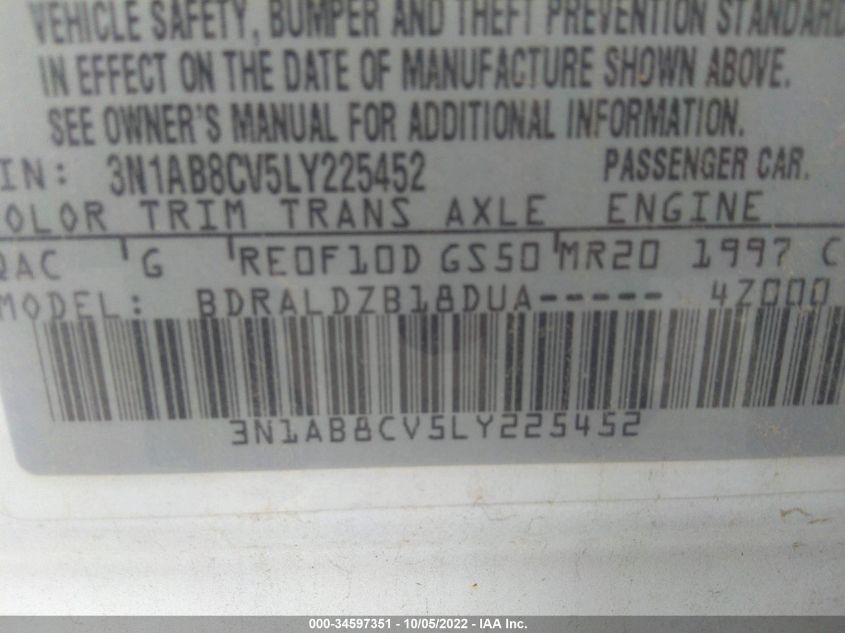 VEHICLE SAFETY, BUMPER AND THEFT PREVENTION STANDARD
IN EFFECT ON THE DATE OF MANUFACTURE SHOWN ABOVE.
SEE OWNER'S MANUAL FOR ADDITIONAL INFORMATION.
IN: 3N1AB8CV5LY225452 PASSENGER CAR.
OLOR TRIM TRANS AXLE ENGINE
QAC G RE0F10D GS50 MR20 1997 C
MODEL: BDRALDZB18DUA----- 4Z000
3N1AB8CV5LY225452
000-34597351 - 10/05/2022 - IAA Inc.